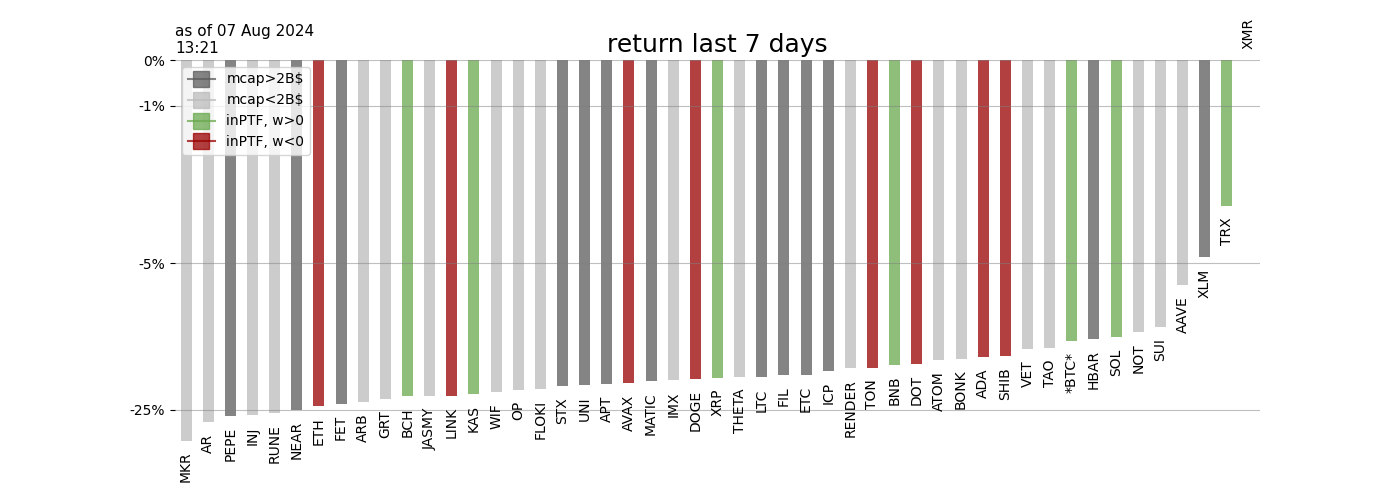 as of 07 Aug 2024
13:21
return last 7 days
XMR
0%
-1%
-5%
-25%
mcap>2B$
mcap<2B$
inPTF, w>0
inPTF, w<0
MKR
AR
PEPE
INJ
RUNE
NEAR
ETH
FET
ARB
GRT
BCH
JASMY
LINK
KAS
WIF
OP
FLOKI
STX
UNI
APT
AVAX
MATIC
IMX
DOGE
XRP
THETA
LTC
FIL
ETC
ICP
RENDER
TON
BNB
DOT
ATOM
BONK
ADA
SHIB
VET
TAO
*BTC*
HBAR
SOL
NOT
SUI
AAVE
XLM
TRX